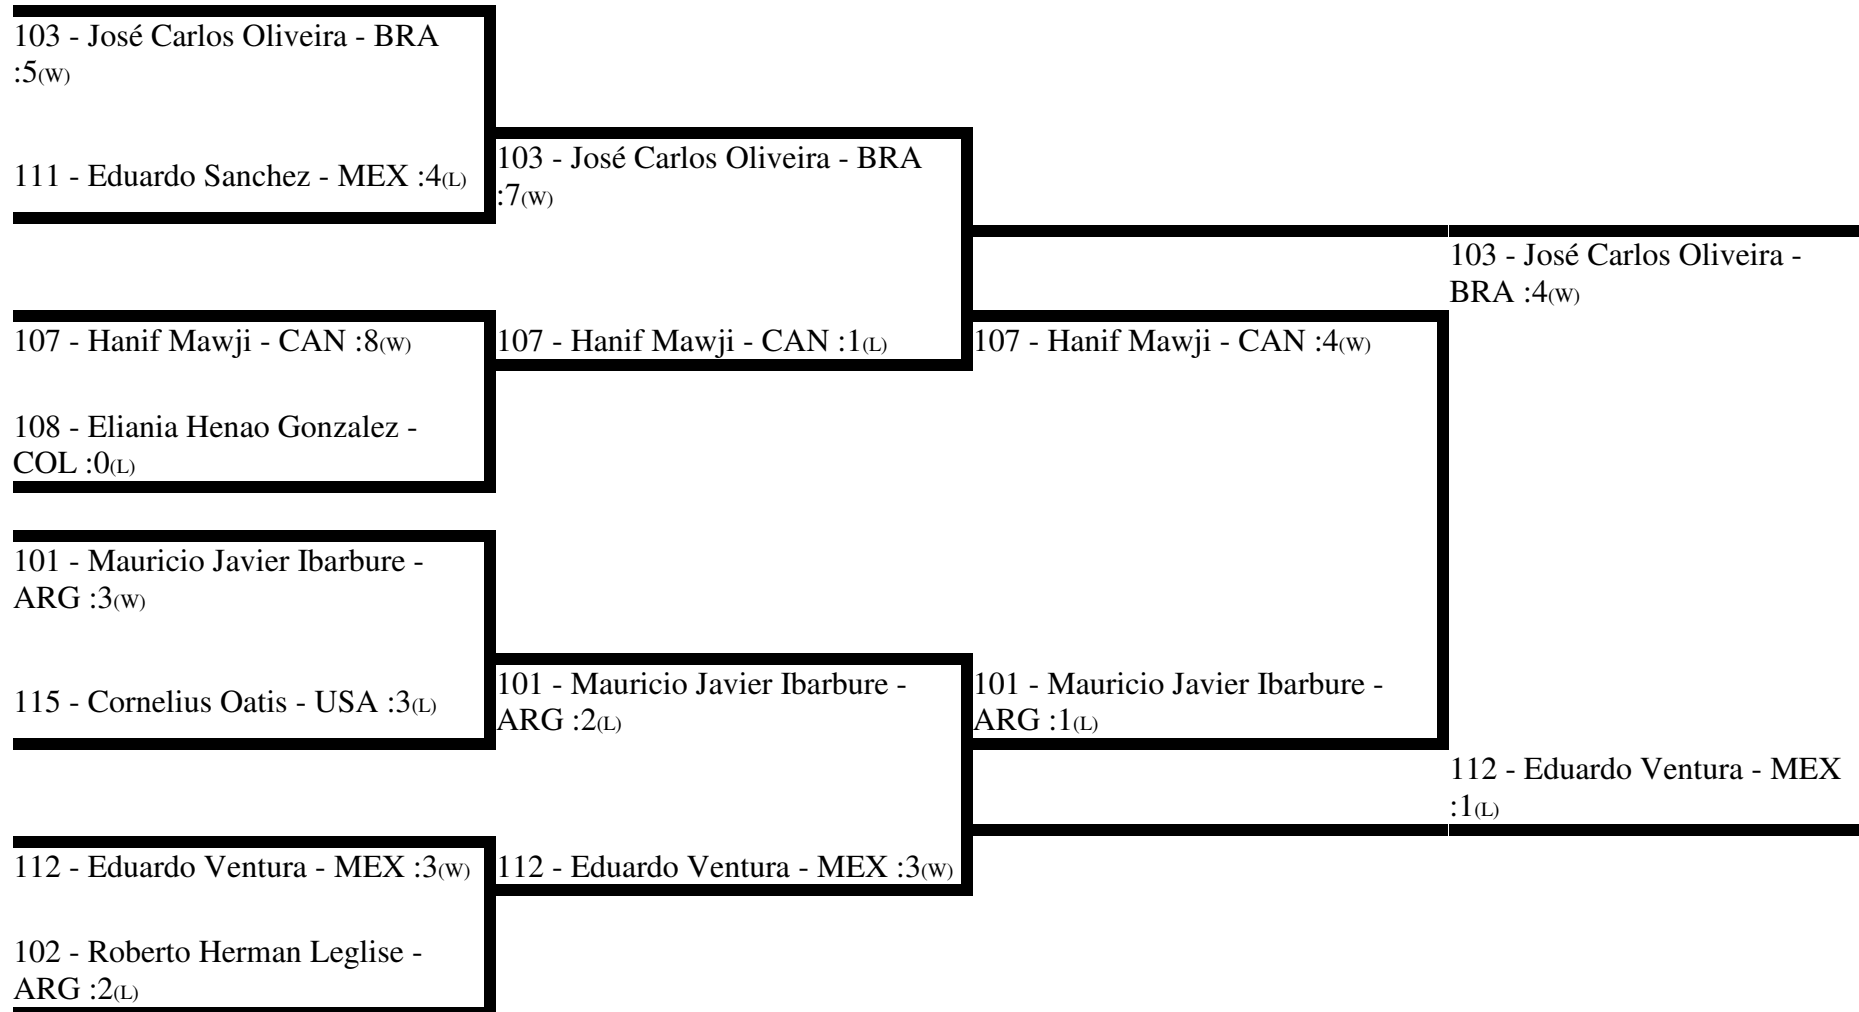 103 - José Carlos Oliveira - BRA
:5(W)
111 - Eduardo Sanchez - MEX :4(L)
107 - Hanif Mawji - CAN :8(W)
108 - Eliania Henao Gonzalez -
COL :0(L)
101 - Mauricio Javier Ibarbure -
ARG :3(W)
115 - Cornelius Oatis - USA :3(L)
112 - Eduardo Ventura - MEX :3(W)
102 - Roberto Herman Leglise -
ARG :2(L)
103 - José Carlos Oliveira - BRA
:7(W)
107 - Hanif Mawji - CAN :1(L)
101 - Mauricio Javier Ibarbure -
ARG :2(L)
112 - Eduardo Ventura - MEX :3(W)
107 - Hanif Mawji - CAN :4(W)
101 - Mauricio Javier Ibarbure -
ARG :1(L)
103 - José Carlos Oliveira -
BRA :4(W)
112 - Eduardo Ventura - MEX
:1(L)